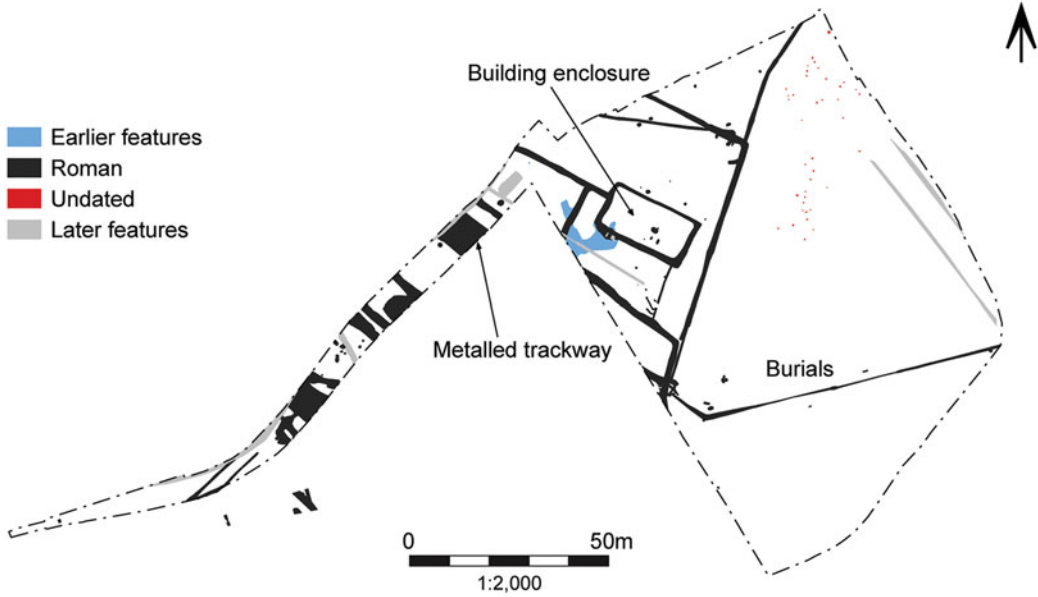 Building enclosure
Earlier features
Roman
Undated
Later features
Metalled trackway
Burials
0 50m
1:2,000